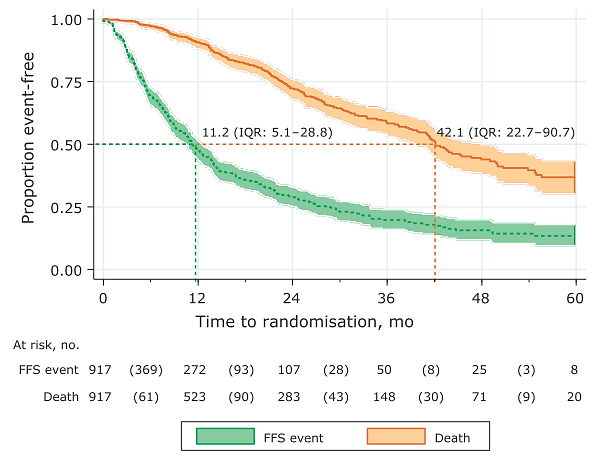 Proportion event-free
1.00
0.75
0.50
0.25
0.00
11.2 (IQR: 5.1–28.8)
42.1 (IQR: 22.7–90.7)
0 12 24 36 48 60
Time to randomisation, mo
At risk, no.
FFS event 917 (369) 272 (93) 107 (28) 50 (8) 25 (3) 8
Death 917 (61) 523 (90) 283 (43) 148 (30) 71 (9) 20
FFS event Death